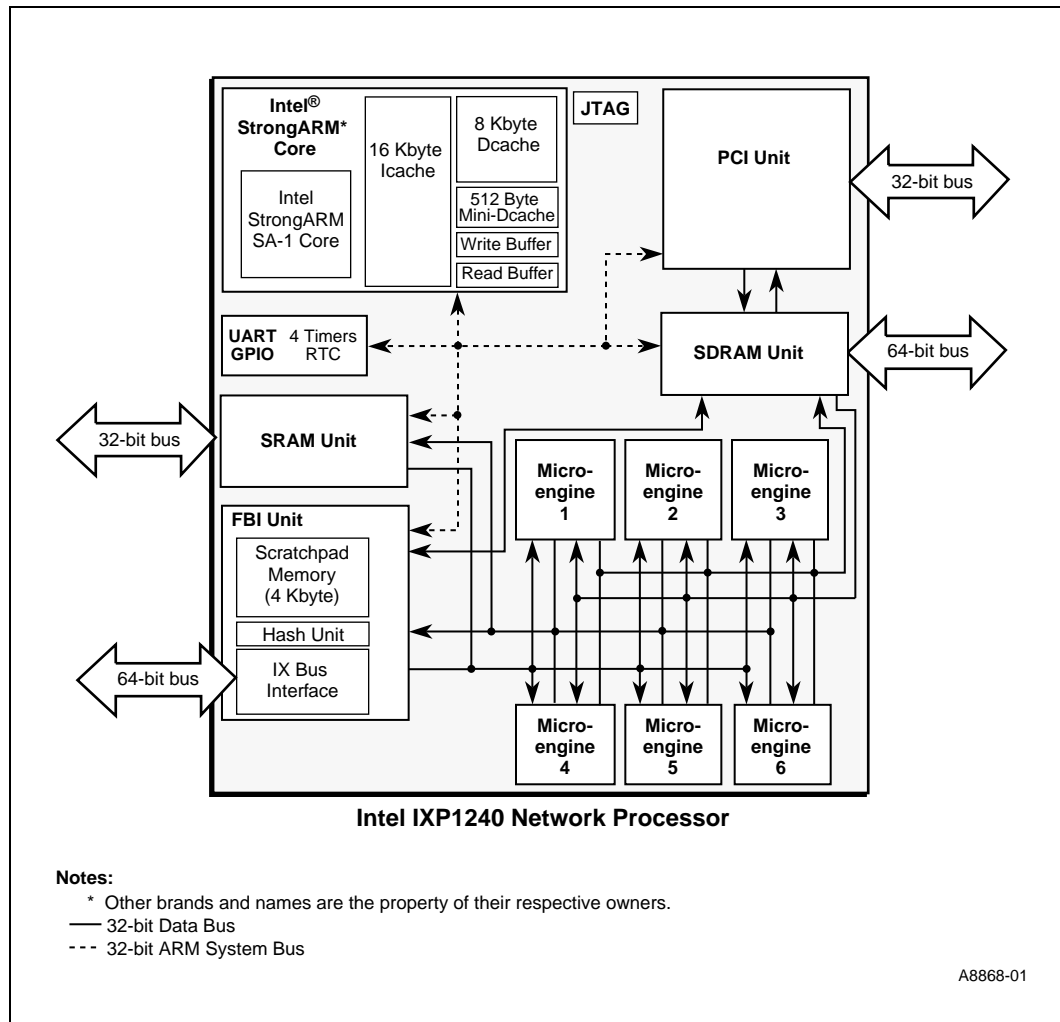 Intel®
StrongARM*
Core
Intel
StrongARM
SA-1 Core
16 Kbyte
Icache
8 Kbyte
Dcache
512 Byte
Mini-Dcache
Write Buffer
Read Buffer
JTAG
PCI Unit
32-bit bus
UART
GPIO
4 Timers
RTC
SDRAM Unit
64-bit bus
32-bit bus
SRAM Unit
Micro-
engine
1
Micro-
engine
2
Micro-
engine
3
FBI Unit
Scratchpad
Memory
(4 Kbyte)
Hash Unit
IX Bus
Interface
64-bit bus
Micro-
engine
4
Micro-
engine
5
Micro-
engine
6
Intel IXP1240 Network Processor
Notes:
* Other brands and names are the property of their respective owners.
32-bit Data Bus
32-bit ARM System Bus
A8868-01